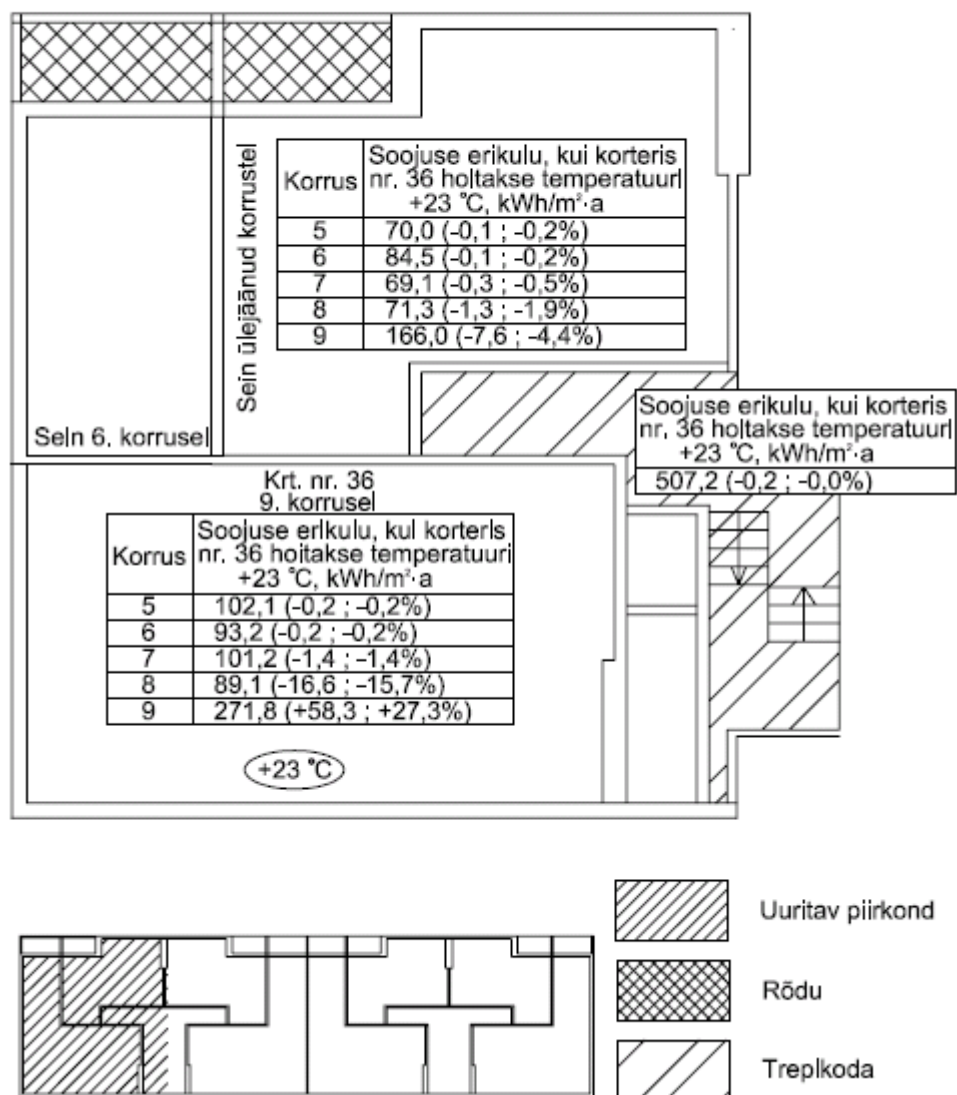 Sein ülejäänud korrustel
Korrus
Soojuse erikulu, kui korteris
nr. 36 hoitakse temperatuuri
+23 °C, kWh/m²·a
5 70,0 (-0,1 ; -0,2%)
6 84,5 (-0,1 ; -0,2%)
7 69,1 (-0,3 ; -0,5%)
8 71,3 (-1,3 ; -1,9%)
9 166,0 (-7,6 ; -4,4%)
Soojuse erikulu, kui korteris
nr. 36 hoitakse temperatuuri
+23 °C, kWh/m²·a
507,2 (-0,2 ; -0,0%)
Sein 6. korrusel
Krt. nr. 36
9. korrusel
Korrus
Soojuse erikulu, kui korteris
nr. 36 hoitakse temperatuuri
+23 °C, kWh/m²·a
5 102,1 (-0,2 ; -0,2%)
6 93,2 (-0,2 ; -0,2%)
7 101,2 (-1,4 ; -1,4%)
8 89,1 (-16,6 ; -15,7%)
9 271,8 (+58,3 ; +27,3%)
+23 °C
Uuritav piirkond
Rõdu
Trepikoda